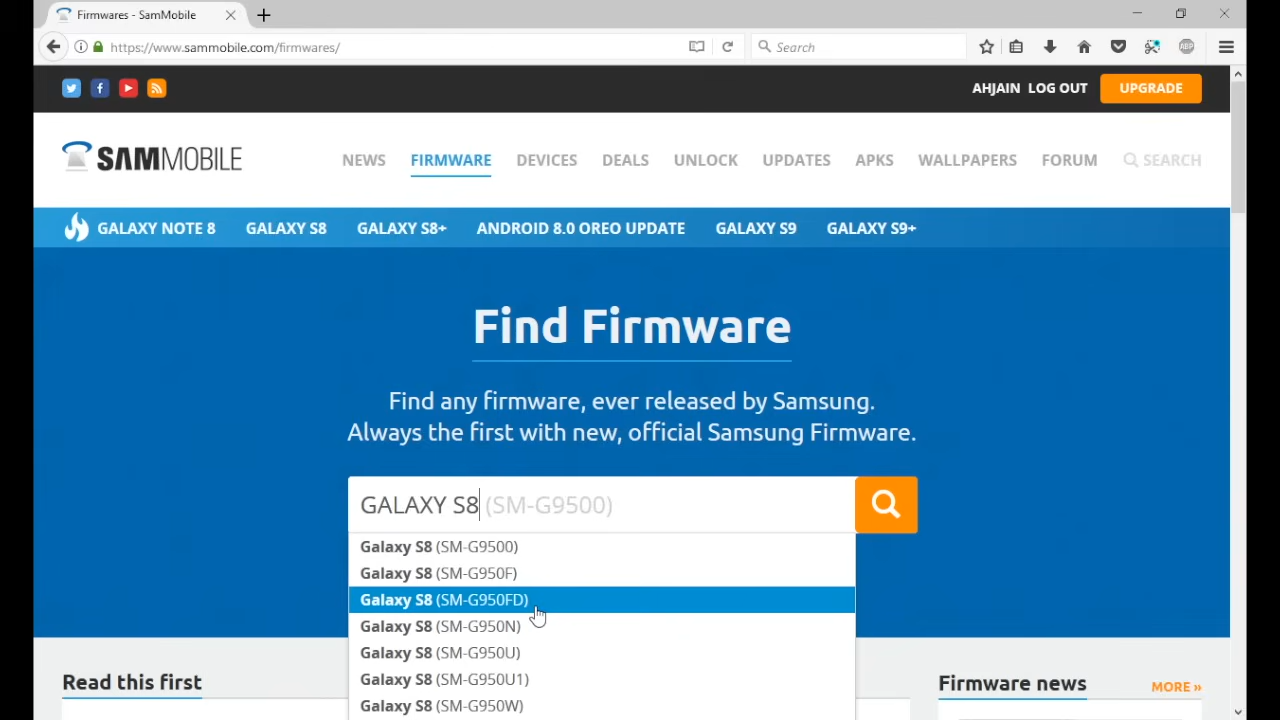 Firmwares - SamMobile
https://www.sammobile.com/firmwares/
Search
ABP
AHJAIN LOG OUT UPGRADE
SAMMOBILE
NEWS FIRMWARE DEVICES DEALS UNLOCK UPDATES APKS WALLPAPERS FORUM SEARCH
GALAXY NOTE 8 GALAXY S8 GALAXY S8+ ANDROID 8.0 OREO UPDATE GALAXY S9 GALAXY S9+
Find Firmware
Find any firmware, ever released by Samsung.
Always the first with new, official Samsung Firmware.
GALAXY S8 (SM-G9500)
Galaxy S8 (SM-G9500)
Galaxy S8 (SM-G950F)
Galaxy S8 (SM-G950FD)
Galaxy S8 (SM-G950N)
Galaxy S8 (SM-G950U)
Galaxy S8 (SM-G950U1)
Galaxy S8 (SM-G950W)
Read this first
Firmware news MORE »